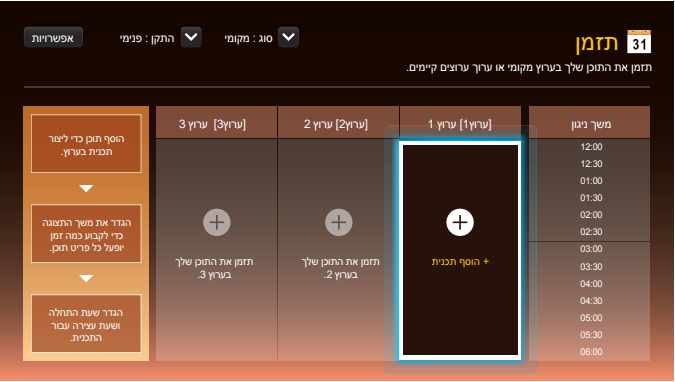 תזמן
31
תזמן את התוכן שלך בערוץ מקומי או ערוך ערוצים קיימים.
סוג : מקומי
התקן : פנימי
אפשרויות
משך ניגון
[ערוץ1] ערוץ 1
[ערוץ2] ערוץ 2
[ערוץ3] ערוץ 3
12:00
12:30
01:00
01:30
02:00
02:30
03:00
03:30
04:00
04:30
05:00
05:30
06:00
+ הוסף תכנית
תזמן את התוכן שלך
בערוץ 2.
תזמן את התוכן שלך
בערוץ 3.
הוסף תוכן כדי ליצור
תכנית בערוץ.
הגדר את משך התצוגה
כדי לקבוע כמה זמן
יופעל כל פריט תוכן.
הגדר שעת התחלה
ושעת עצירה עבור
התכנית.